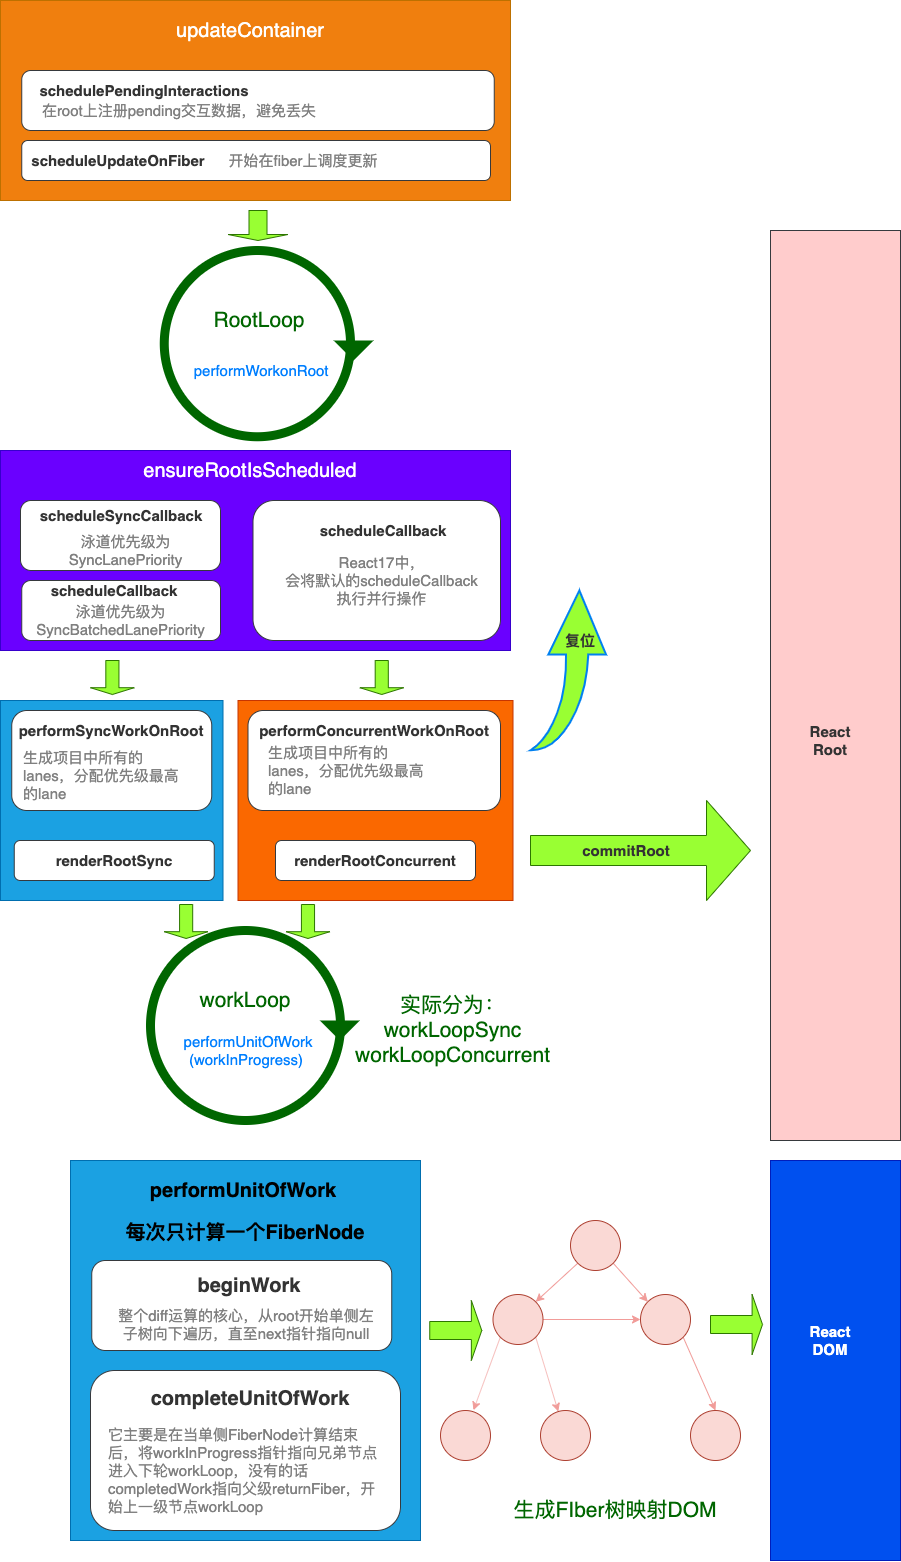 updateContainer
schedulePendingInteractions
在root上注册pending交互数据，避免丢失
scheduleUpdateOnFiber 开始在fiber上调度更新
RootLoop
performWorkonRoot
ensureRootIsScheduled
scheduleSyncCallback
泳道优先级为
SyncLanePriority
scheduleCallback
泳道优先级为
SyncBatchedLanePriority
scheduleCallback
React17中，
会将默认的scheduleCallback
执行并行操作
复位
performSyncWorkOnRoot
生成项目中所有的
lanes，分配优先级最高
的lane
renderRootSync
performConcurrentWorkOnRoot
生成项目中所有的
lanes，分配优先级最高
的lane
renderRootConcurrent
commitRoot
React
Root
workLoop
performUnitOfWork
(workInProgress)
实际分为：
workLoopSync
workLoopConcurrent
performUnitOfWork
每次只计算一个FiberNode
beginWork
整个diff运算的核心，从root开始单侧左
子树向下遍历，直至next指针指向null
completeUnitOfWork
它主要是在当单侧FiberNode计算结束
后，将workInProgress指针指向兄弟节点
进入下轮workLoop，没有的话
completedWork指向父级returnFiber，开
始上一级节点workLoop
生成FIber树映射DOM
React
DOM